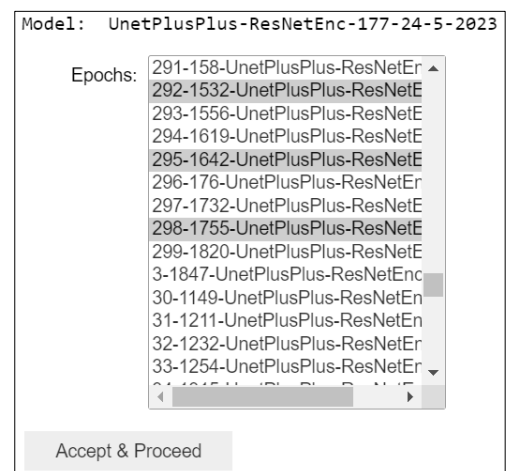 Model:  UnetPlusPlus-ResNetEnc-177-24-5-2023
Epochs:
291-158-UnetPlusPlus-ResNetEr
292-1532-UnetPlusPlus-ResNetE
293-1556-UnetPlusPlus-ResNetE
294-1619-UnetPlusPlus-ResNetE
295-1642-UnetPlusPlus-ResNetE
296-176-UnetPlusPlus-ResNetEn
297-1732-UnetPlusPlus-ResNetE
298-1755-UnetPlusPlus-ResNetE
299-1820-UnetPlusPlus-ResNetE
3-1847-UnetPlusPlus-ResNetEnc
30-1149-UnetPlusPlus-ResNetEn
31-1211-UnetPlusPlus-ResNetEn
32-1232-UnetPlusPlus-ResNetEn
33-1254-UnetPlusPlus-ResNetEr
Accept & Proceed